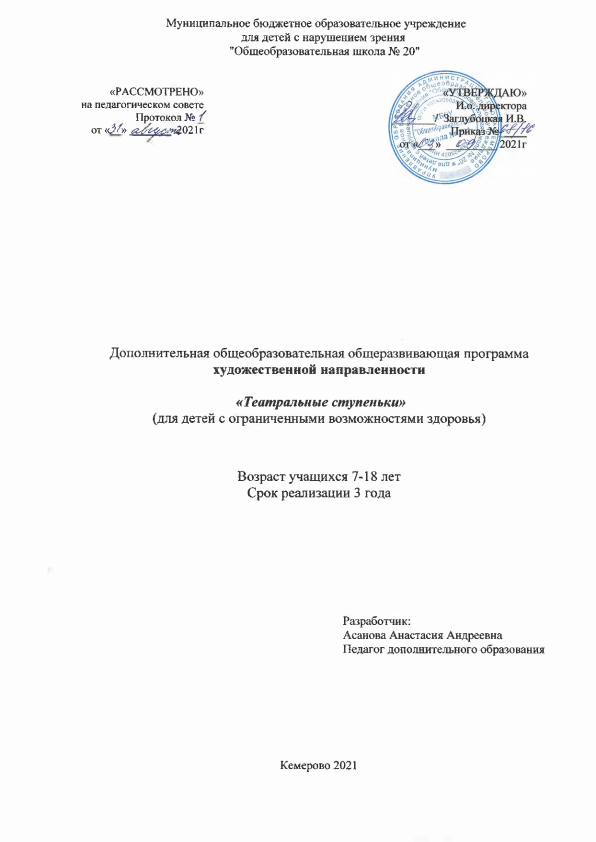 Муниципальное бюджетное образовательное учреждение
для детей с нарушением зрения
"Общеобразовательная школа № 20"
«РАССМОТРЕНО»
на педагогическом совете
Протокол № 1
от «31» август 2021г
«УТВЕРЖДАЮ»
И.о. директора
Заглубоцкая И.В.
Приказ №
от «03» 09 2021г
Дополнительная общеобразовательная общеразвивающая программа
художественной направленности
«Театральные ступеньки»
(для детей с ограниченными возможностями здоровья)
Возраст учащихся 7-18 лет
Срок реализации 3 года
Разработчик:
Асанова Анастасия Андреевна
Педагог дополнительного образования
Кемерово 2021